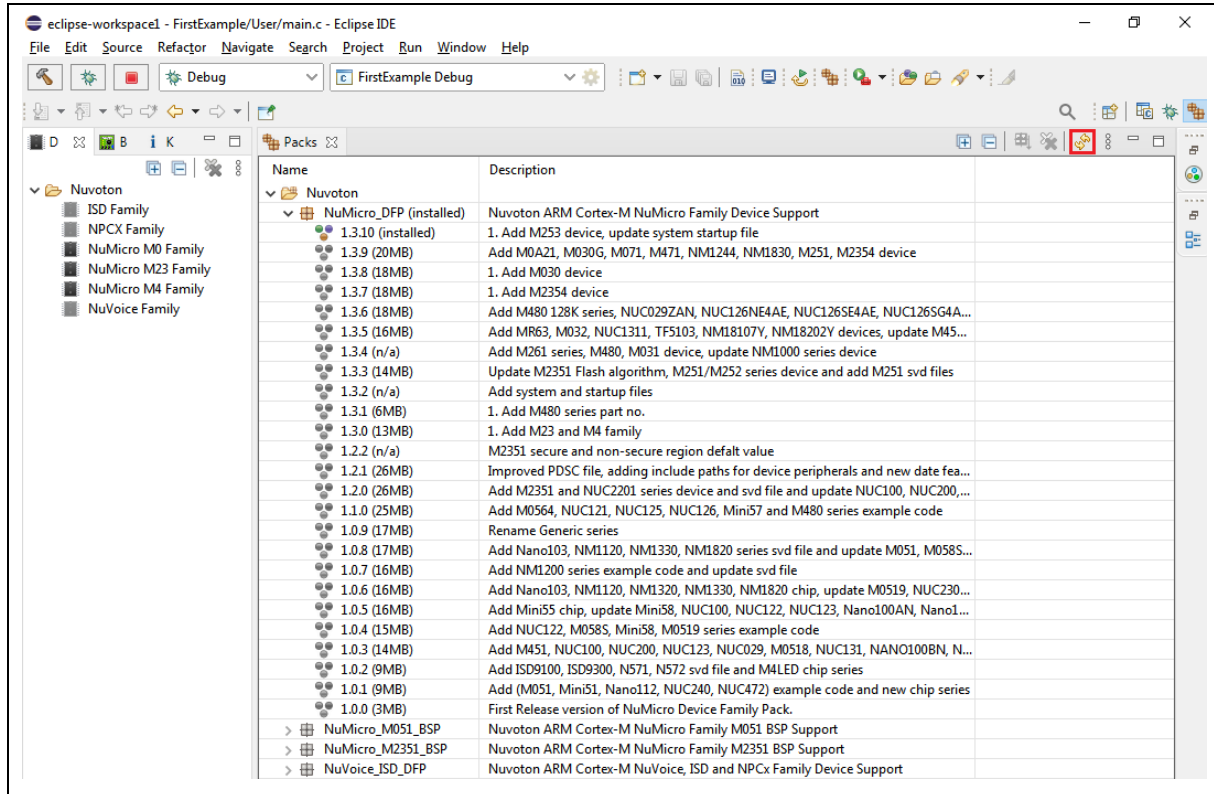 eclipse-workspace1 - FirstExample/User/main.c - Eclipse IDE
File Edit Source Refactor Navigate Search Project Run Window Help
Debug FirstExample Debug
D B i K Packs
Name Description
Nuvoton Nuvoton
ISD Family NuMicro_DFP (installed) Nuvoton ARM Cortex-M NuMicro Family Device Support
NPCX Family 1.3.10 (installed) 1. Add M253 device, update system startup file
NuMicro M0 Family 1.3.9 (20MB) Add M0A21, M030G, M071, M471, NM1244, NM1830, M251, M2354 device
NuMicro M23 Family 1.3.8 (18MB) 1. Add M030 device
NuMicro M4 Family 1.3.7 (18MB) 1. Add M2354 device
NuVoice Family 1.3.6 (18MB) Add M480 128K series, NUC029ZAN, NUC126NE4AE, NUC126SE4AE, NUC126SG4A...
1.3.5 (16MB) Add MR63, M032, NUC1311, TF5103, NM18107Y, NM18202Y devices, update M45...
1.3.4 (n/a) Add M261 series, M480, M031 device, update NM1000 series device
1.3.3 (14MB) Update M2351 Flash algorithm, M251/M252 series device and add M251 svd files
1.3.2 (n/a) Add system and startup files
1.3.1 (6MB) 1. Add M480 series part no.
1.3.0 (13MB) 1. Add M23 and M4 family
1.2.2 (n/a) M2351 secure and non-secure region defalt value
1.2.1 (26MB) Improved PDSC file, adding include paths for device peripherals and new date fea...
1.2.0 (26MB) Add M2351 and NUC2201 series device and svd file and update NUC100, NUC200,...
1.1.0 (25MB) Add M0564, NUC121, NUC125, NUC126, Mini57 and M480 series example code
1.0.9 (17MB) Rename Generic series
1.0.8 (17MB) Add Nano103, NM1120, NM1330, NM1820 series svd file and update M051, M058S...
1.0.7 (16MB) Add NM1200 series example code and update svd file
1.0.6 (16MB) Add Nano103, NM1120, NM1320, NM1330, NM1820 chip, update M0519, NUC230...
1.0.5 (16MB) Add Mini55 chip, update Mini58, NUC100, NUC122, NUC123, Nano100AN, Nano1...
1.0.4 (15MB) Add NUC122, M058S, Mini58, M0519 series example code
1.0.3 (14MB) Add M451, NUC100, NUC200, NUC123, NUC029, M0518, NUC131, NANO100BN, N...
1.0.2 (9MB) Add ISD9100, ISD9300, N571, N572 svd file and M4LED chip series
1.0.1 (9MB) Add (M051, Mini51, Nano112, NUC240, NUC472) example code and new chip series
1.0.0 (3MB) First Release version of NuMicro Device Family Pack.
NuMicro_M051_BSP Nuvoton ARM Cortex-M NuMicro Family M051 BSP Support
NuMicro_M2351_BSP Nuvoton ARM Cortex-M NuMicro Family M2351 BSP Support
NuVoice_ISD_DFP Nuvoton ARM Cortex-M NuVoice, ISD and NPCx Family Device Support